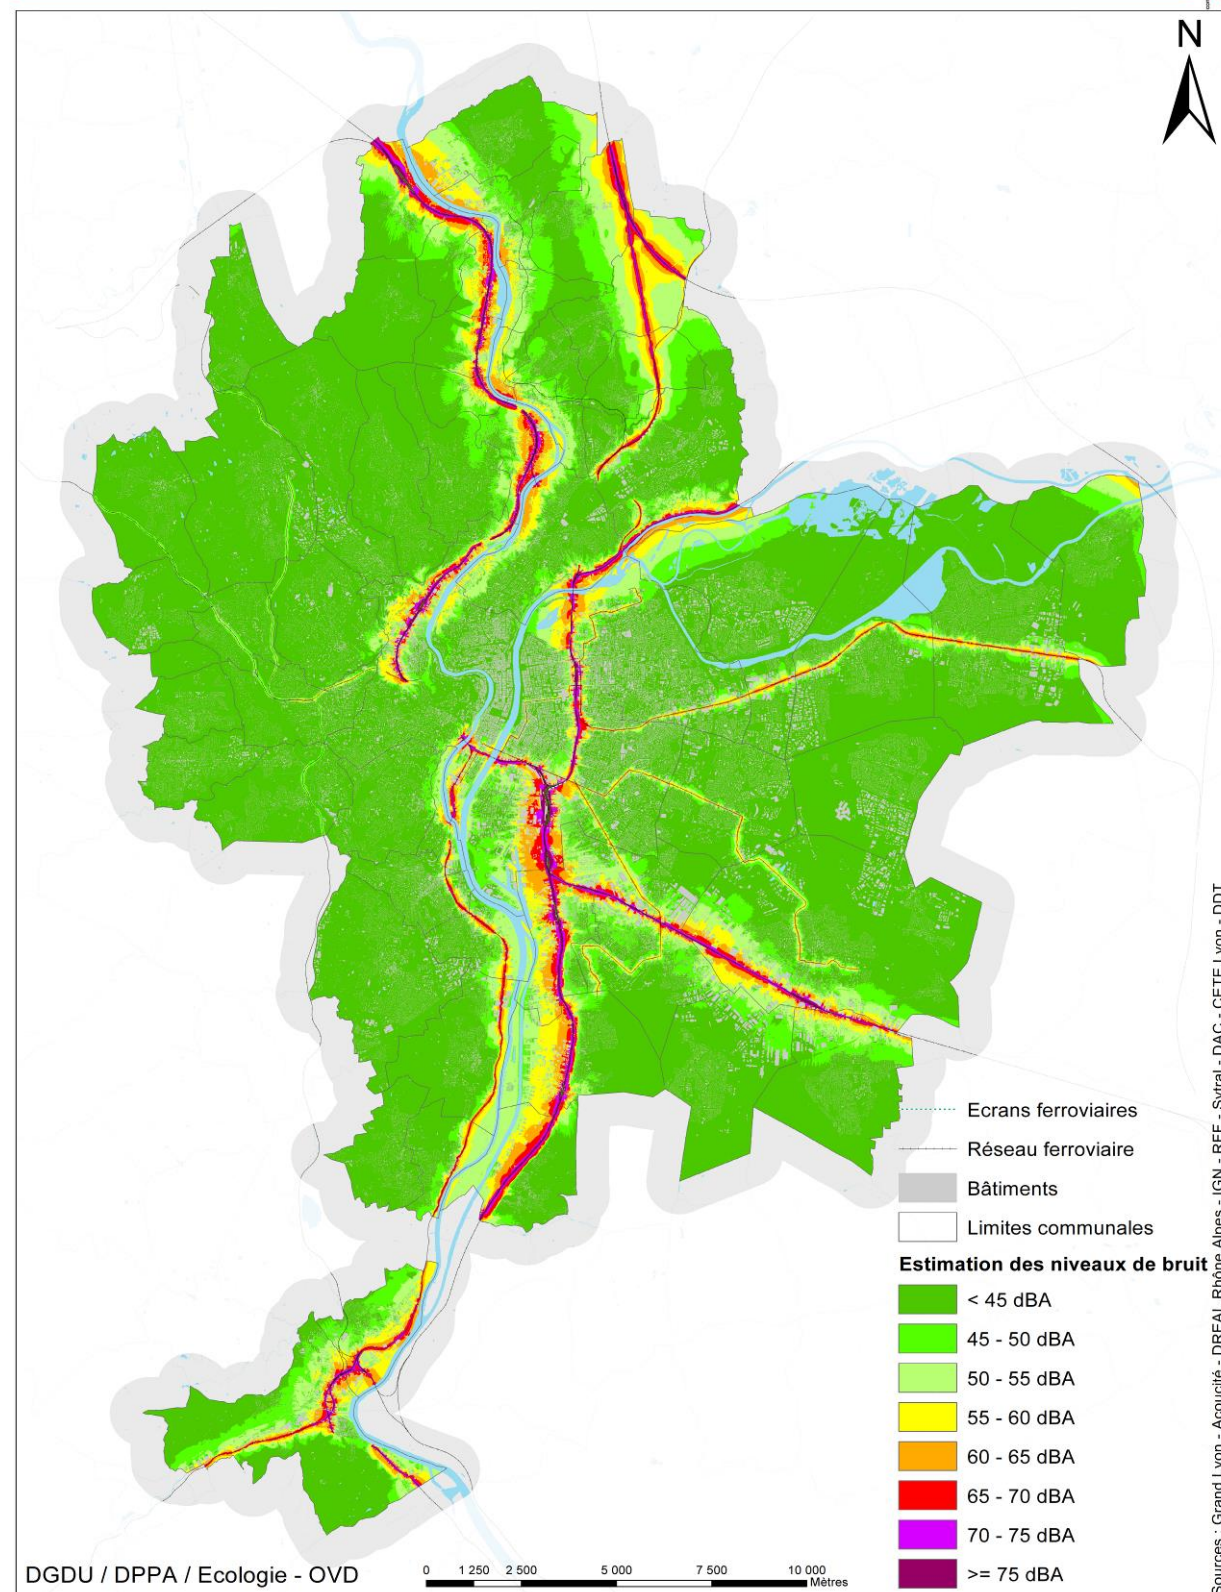 N
Ecrans ferroviaires
Réseau ferroviaire
Bâtiments
Limites communales
Estimation des niveaux de bruit
< 45 dBA
45 - 50 dBA
50 - 55 dBA
55 - 60 dBA
60 - 65 dBA
65 - 70 dBA
70 - 75 dBA
>= 75 dBA
DGDU / DPPA / Ecologie - OVD
0 1 250 2 500 5 000 7 500 10 000
Mètres
Sources : Grand Lyon - Acoucité - DREAL Rhône Alpes - IGN - RFF - Sytral - DAC - CETE Lyon - DDT